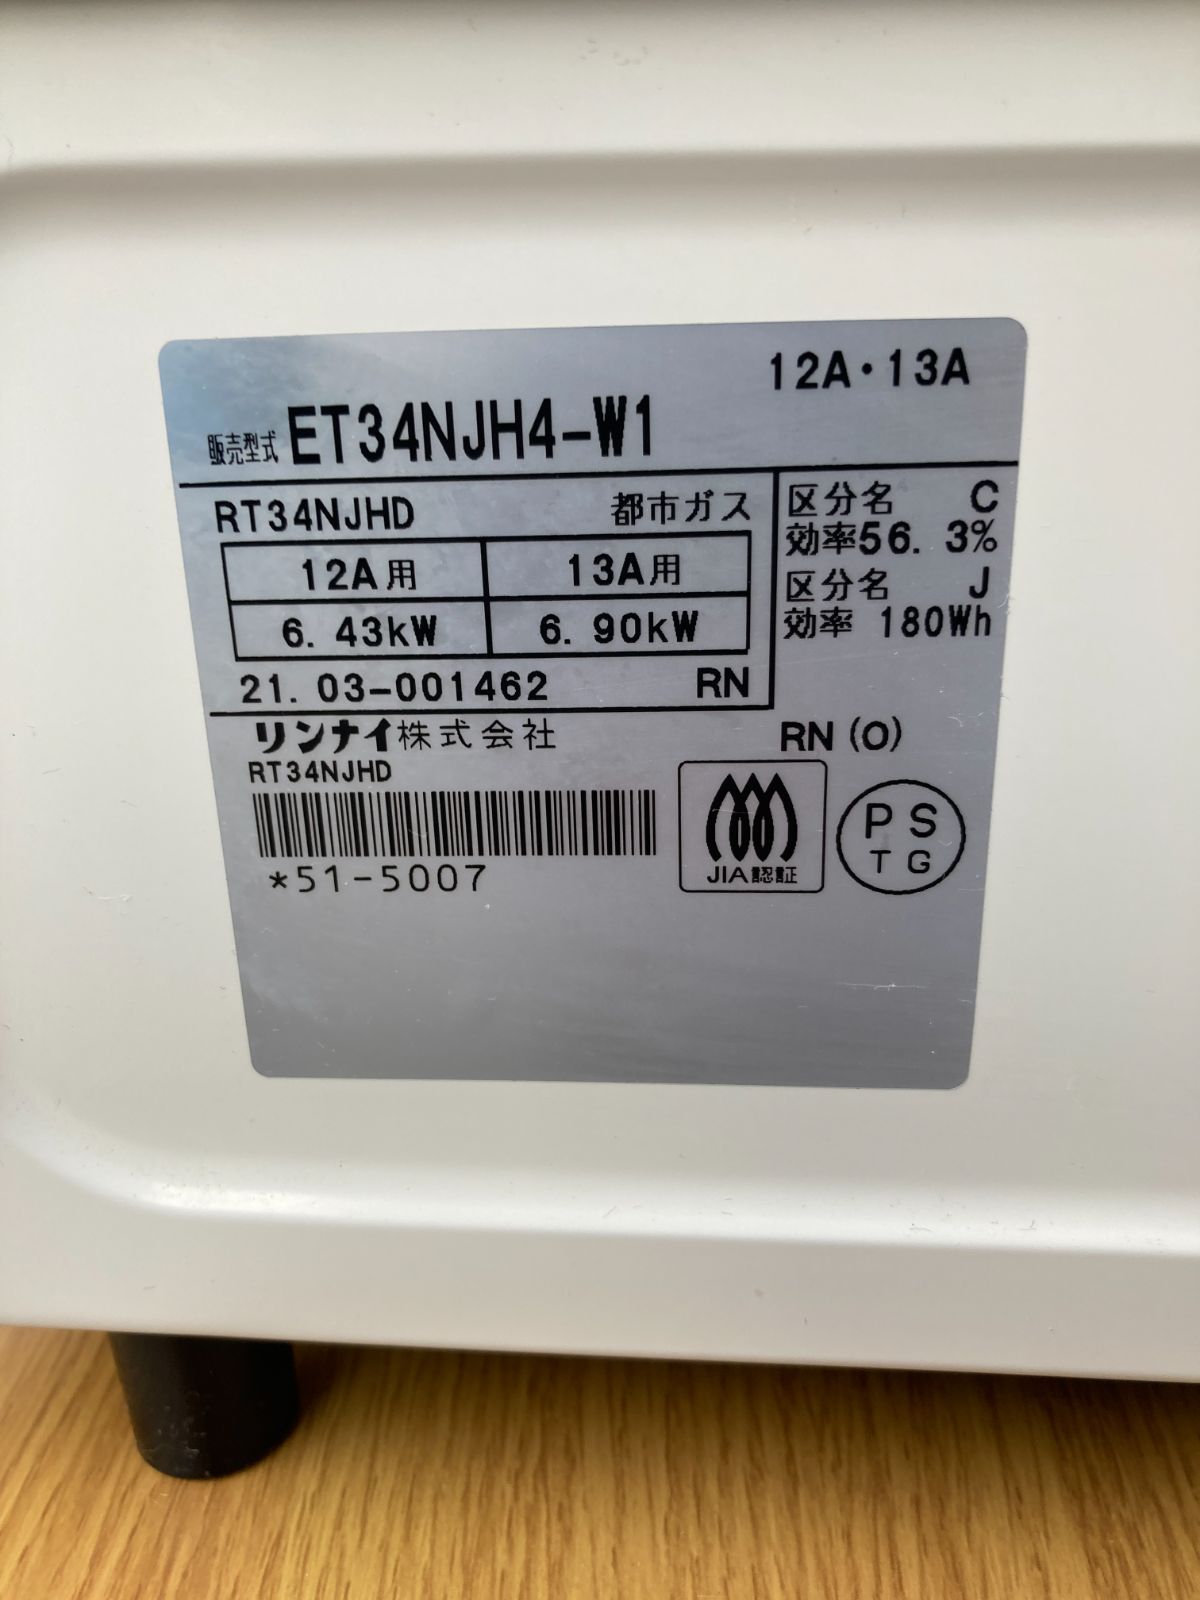 12A・13A
販売型式 ET34NJH4-W1
RT34NJHD 都市ガス
12A用 13A用
6.43kW 6.90kW
21.03-001462 RN
区分名 C
効率56.3%
区分名 J
効率 180Wh
リンナイ株式会社
RT34NJHD
*51-5007
RN(O)
JIA認証
PS
TG